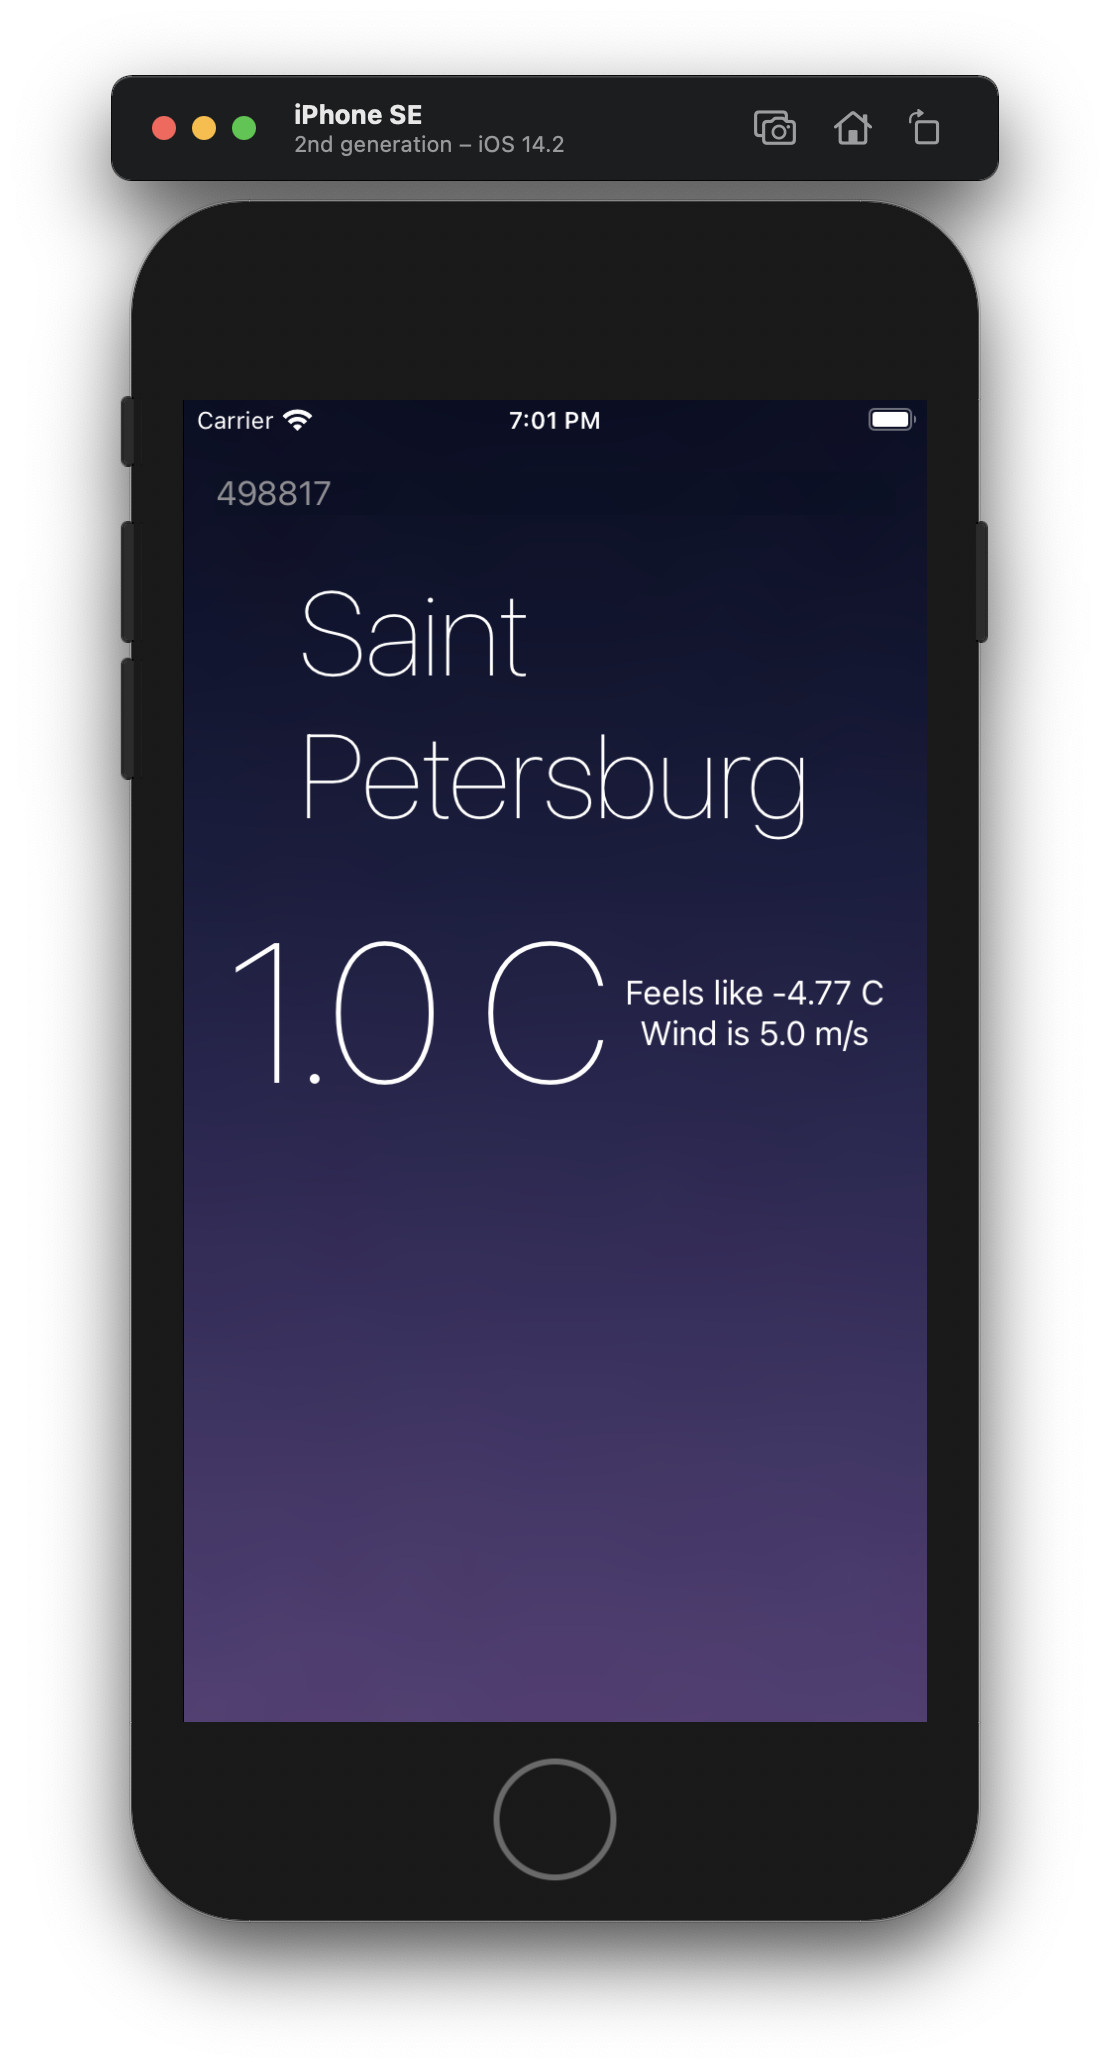 iPhone SE
2nd generation – iOS 14.2
Carrier 7:01 PM
498817
Saint
Petersburg
1.0 C
Feels like -4.77 C
Wind is 5.0 m/s